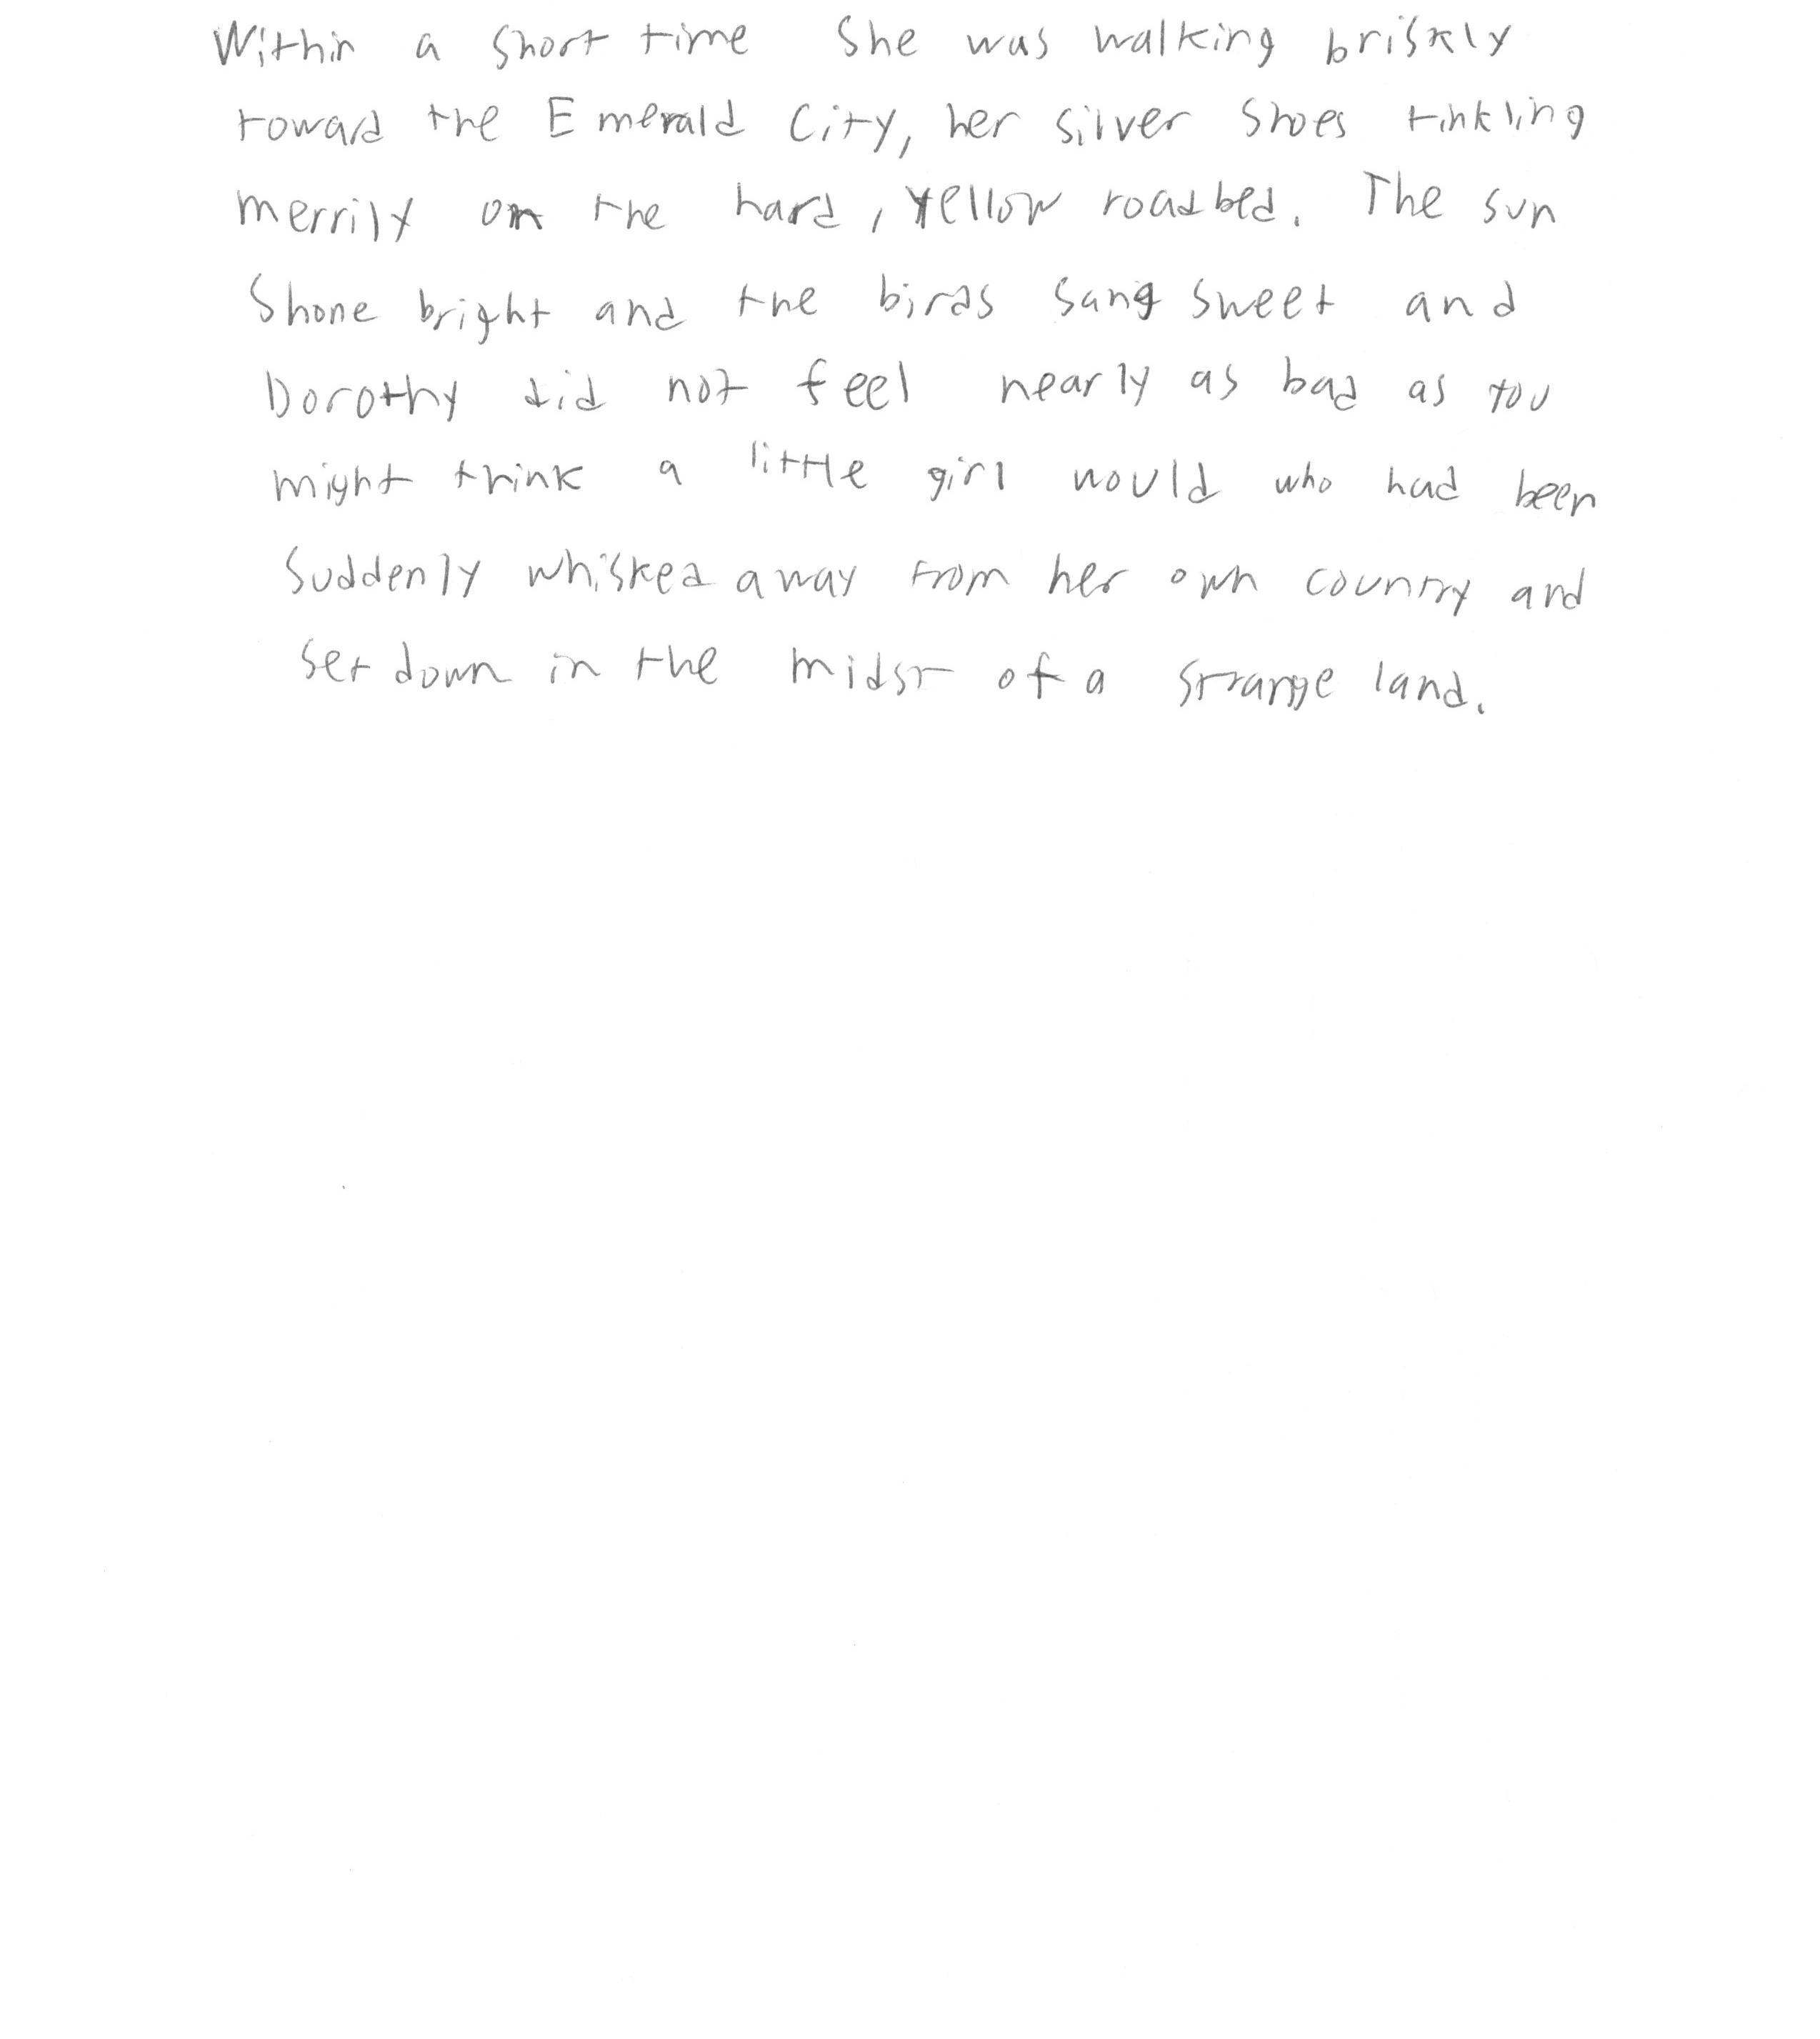 Within a short time she was walking briskly
toward the Emerald City, her silver shoes tinkling
merrily on the hard, yellow roadbed. The sun
shone bright and the birds sang sweet and
Dorothy did not feel nearly as bad as you
might think a little girl would who had been
suddenly whisked away from her own country and
set down in the midst of a strange land.